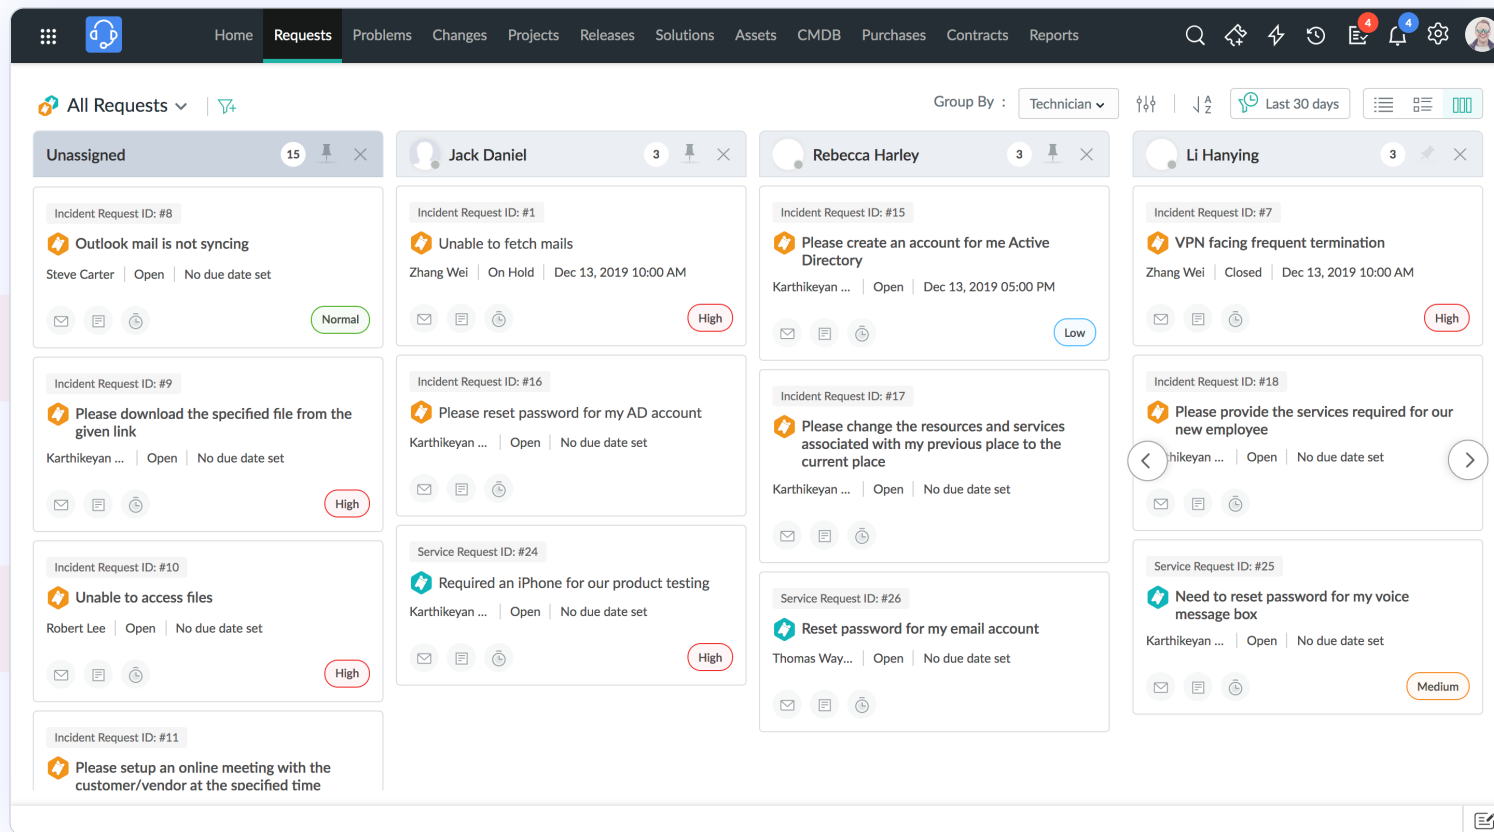 Home Requests Problems Changes Projects Releases Solutions Assets CMDB Purchases Contracts Reports
4 4
All Requests
Group By : Technician
A
Z
Last 30 days
Unassigned 15
Incident Request ID: #8
Outlook mail is not syncing
Steve Carter Open No due date set
Normal
Incident Request ID: #9
Please download the specified file from the
given link
Karthikeyan ... Open No due date set
High
Incident Request ID: #10
Unable to access files
Robert Lee Open No due date set
High
Incident Request ID: #11
Please setup an online meeting with the
customer/vendor at the specified time
Jack Daniel 3
Incident Request ID: #1
Unable to fetch mails
Zhang Wei On Hold Dec 13, 2019 10:00 AM
High
Incident Request ID: #16
Please reset password for my AD account
Karthikeyan ... Open No due date set
Service Request ID: #24
Required an iPhone for our product testing
Karthikeyan ... Open No due date set
High
Rebecca Harley 3
Incident Request ID: #15
Please create an account for me Active
Directory
Karthikeyan ... Open Dec 13, 2019 05:00 PM
Low
Incident Request ID: #17
Please change the resources and services
associated with my previous place to the
current place
Karthikeyan ... Open No due date set
Service Request ID: #26
Reset password for my email account
Thomas Way... Open No due date set
Li Hanying 3
Incident Request ID: #7
VPN facing frequent termination
Zhang Wei Closed Dec 13, 2019 10:00 AM
High
Incident Request ID: #18
Please provide the services required for our
new employee
hikeyan ... Open No due date set
Service Request ID: #25
Need to reset password for my voice
message box
Karthikeyan ... Open No due date set
Medium